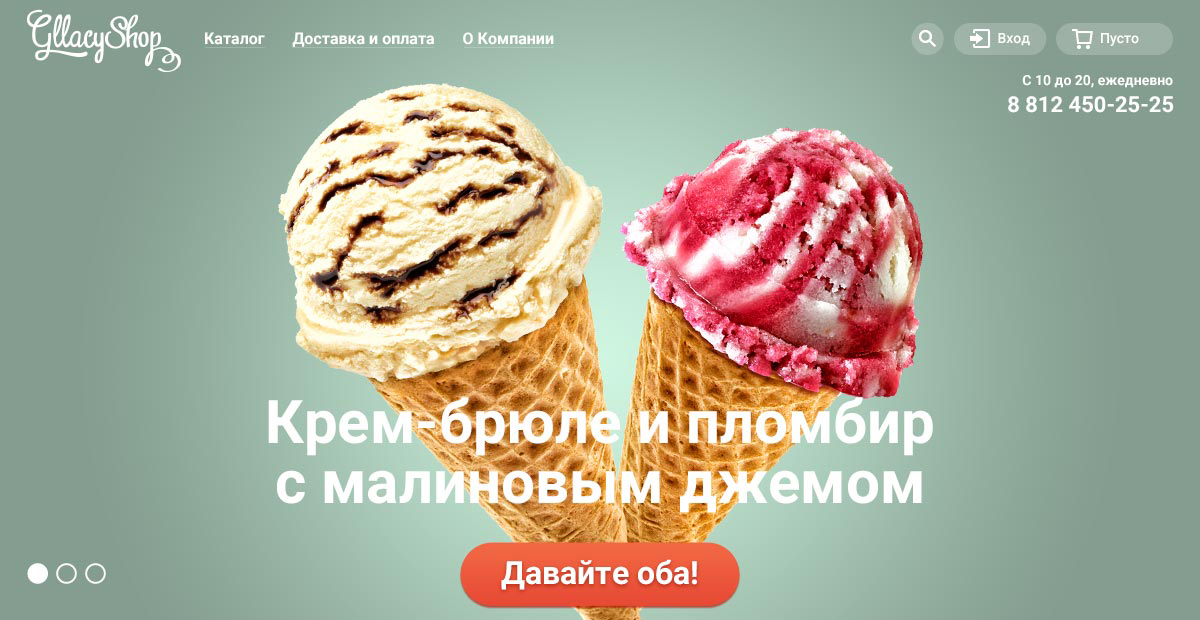 GllacyShop
Каталог Доставка и оплата О Компании
Вход Пусто
С 10 до 20, ежедневно
8 812 450-25-25
Крем-брюле и пломбир
с малиновым джемом
Давайте оба!